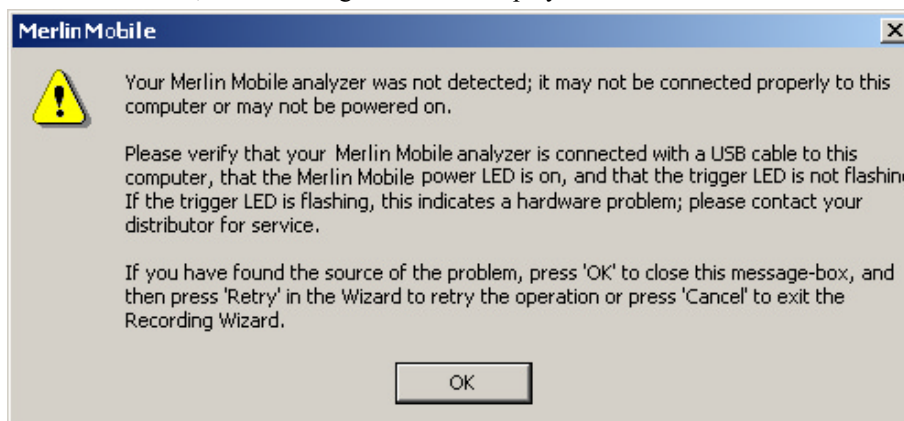 Merlin Mobile
Your Merlin Mobile analyzer was not detected; it may not be connected properly to this
computer or may not be powered on.
Please verify that your Merlin Mobile analyzer is connected with a USB cable to this
computer, that the Merlin Mobile power LED is on, and that the trigger LED is not flashing
If the trigger LED is flashing, this indicates a hardware problem; please contact your
distributor for service.
If you have found the source of the problem, press 'OK' to close this message-box, and
then press 'Retry' in the Wizard to retry the operation or press 'Cancel' to exit the
Recording Wizard.
OK